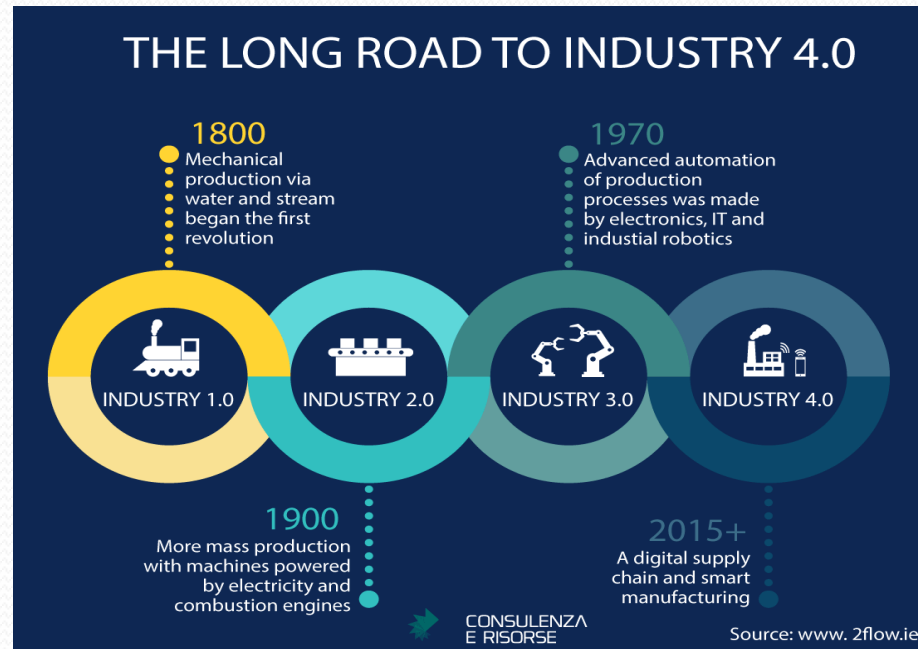 THE LONG ROAD TO INDUSTRY 4.0
1800
Mechanical
production via
water and stream
began the first
revolution
1970
Advanced automation
of production
processes was made
by electronics, IT and
industial robotics
INDUSTRY 1.0
INDUSTRY 2.0
INDUSTRY 3.0
INDUSTRY 4.0
1900
More mass production
with machines powered
by electricity and
combustion engines
2015+
A digital supply
chain and smart
manufacturing
CONSULENZA
E RISORSE
Source: www. 2flow.ie